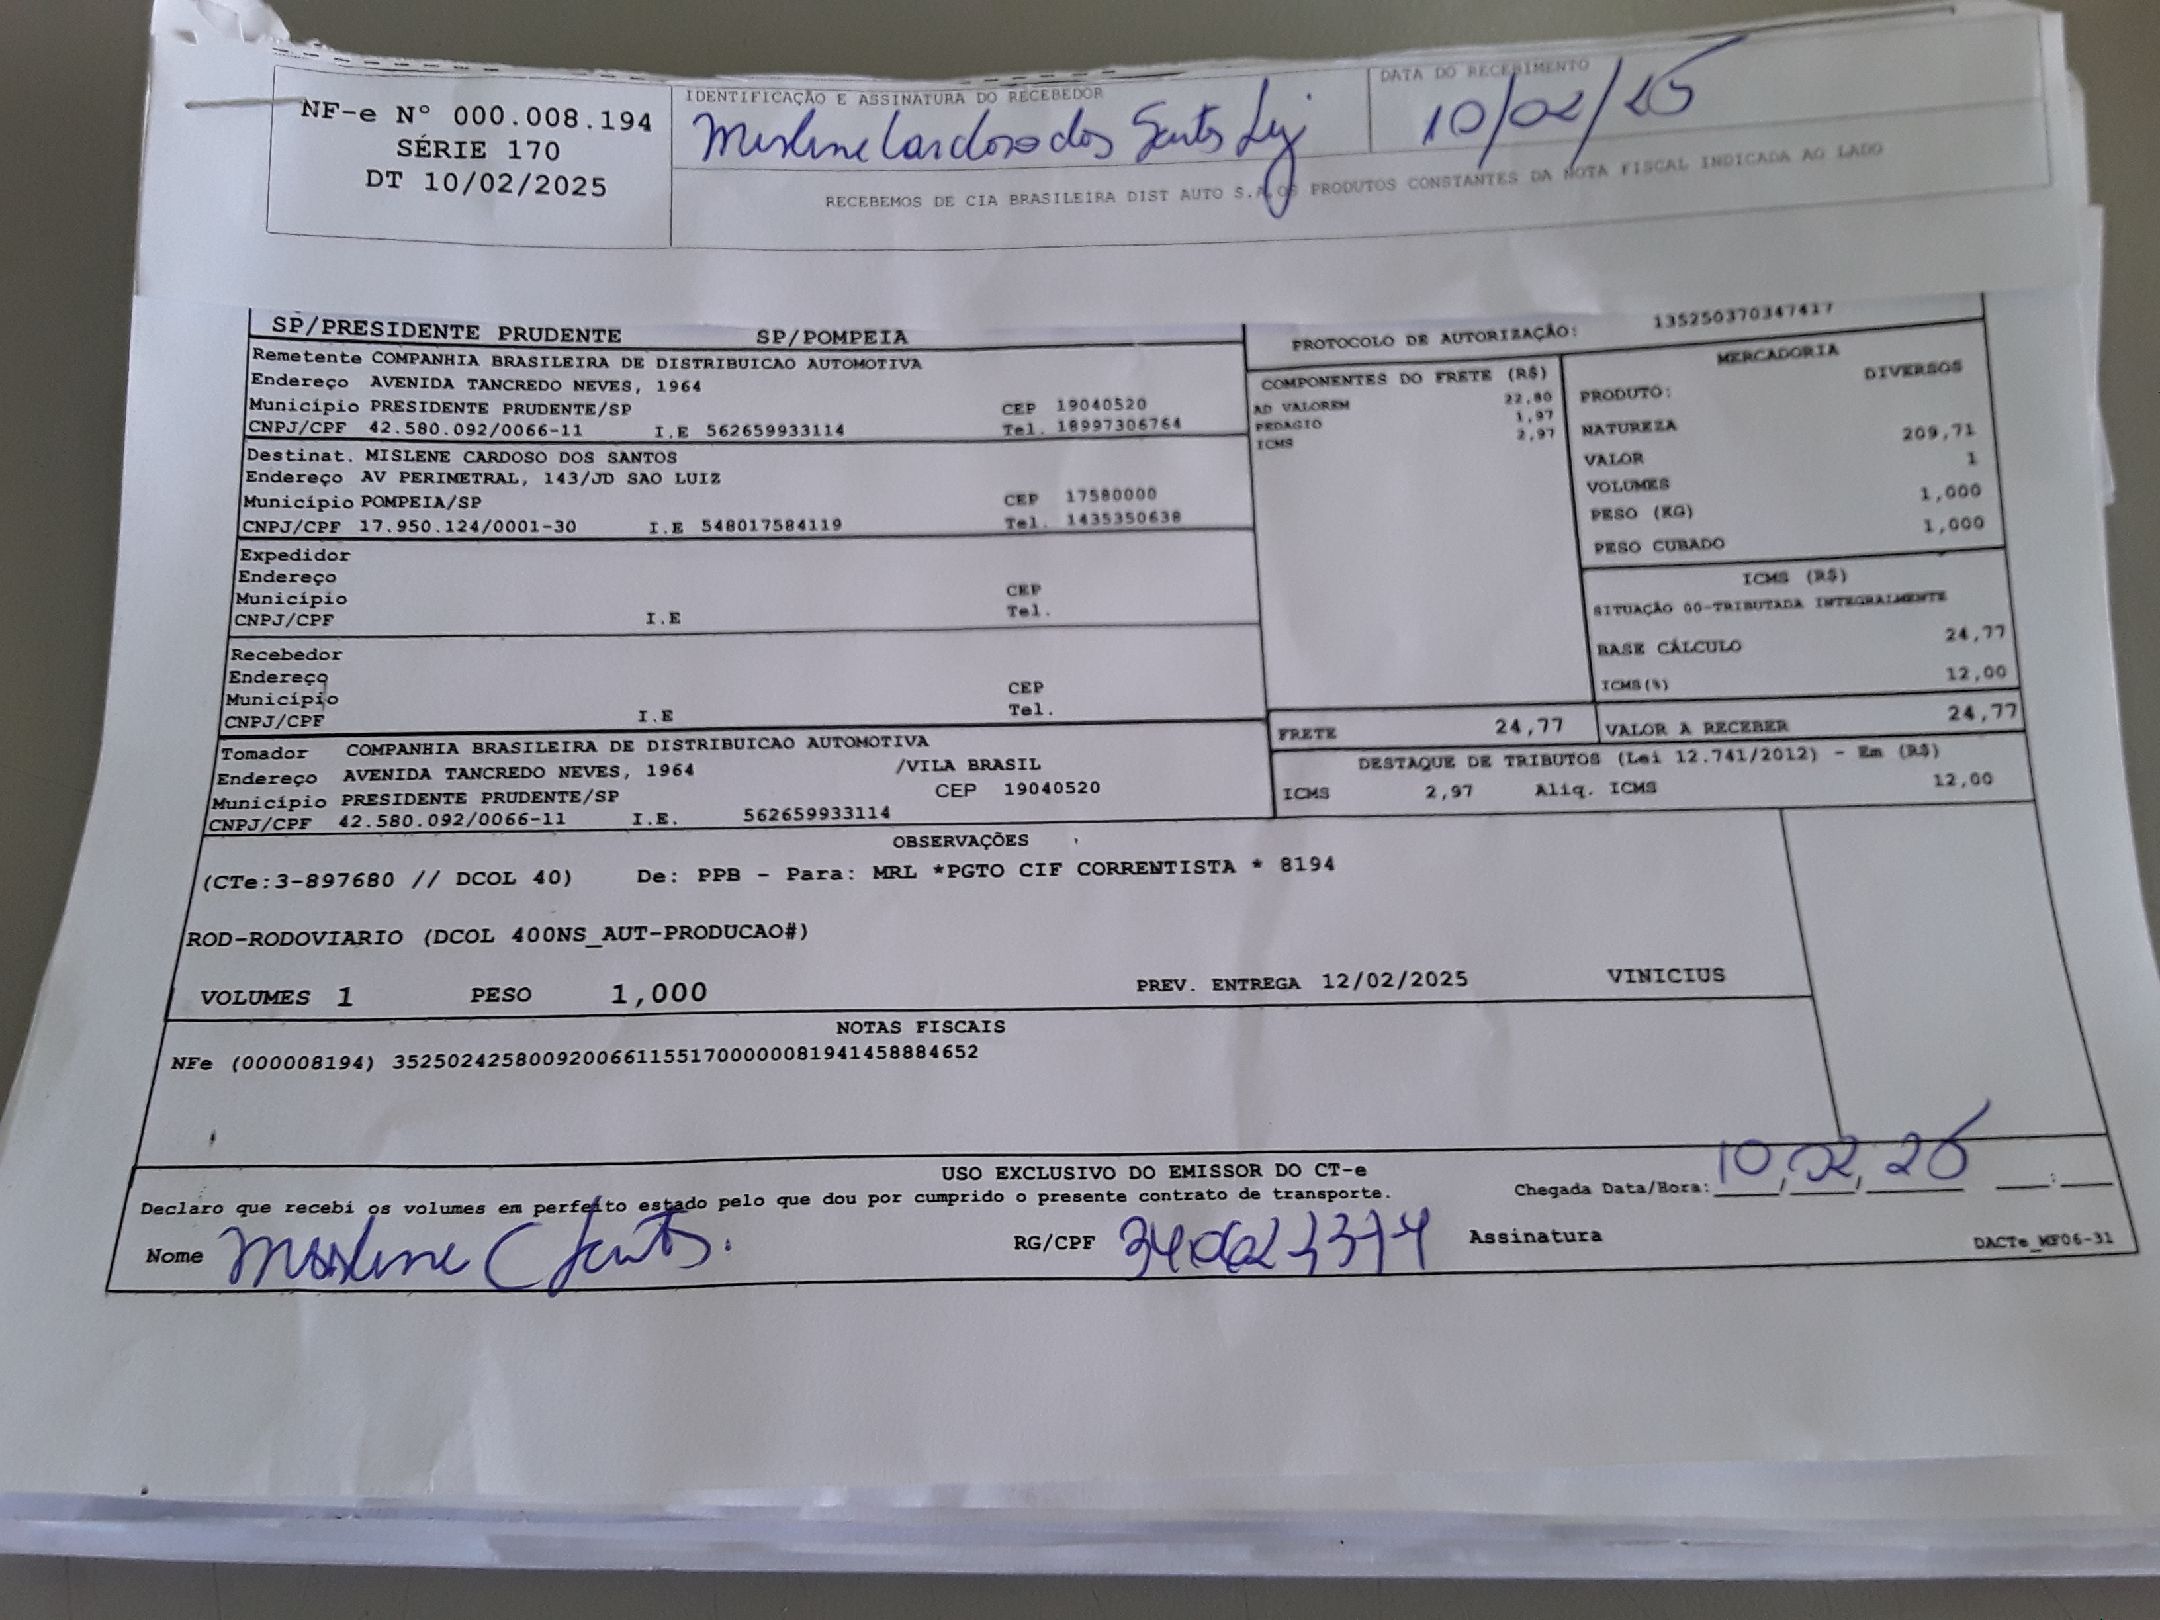 NF-e N° 000.008.194
SÉRIE 170
DT 10/02/2025
IDENTIFICAÇÃO E ASSINATURA DO RECEBEDOR
Mislene Cardoso dos Santos
DATA DO RECEBIMENTO
10/02/25
RECEBEMOS DE CIA BRASILEIRA DIST AUTO S.A OS PRODUTOS CONSTANTES DA NOTA FISCAL INDICADA AO LADO
SP/PRESIDENTE PRUDENTE SP/POMPEIA
Remetente COMPANHIA BRASILEIRA DE DISTRIBUICAO AUTOMOTIVA
Endereço AVENIDA TANCREDO NEVES, 1964
Município PRESIDENTE PRUDENTE/SP CEP 19040520
CNPJ/CPF 42.580.092/0066-11 I.E 562659933114 Tel. 18997306764
Destinat. MISLENE CARDOSO DOS SANTOS
Endereço AV PERIMETRAL, 143/JD SAO LUIZ
Município POMPEIA/SP CEP 17580000
CNPJ/CPF 17.950.124/0001-30 I.E 548017584119 Tel. 1435350638
Expedidor
Endereço
Município CEP
CNPJ/CPF I.E Tel.
Recebedor
Endereço
Município CEP
CNPJ/CPF I.E Tel.
Tomador COMPANHIA BRASILEIRA DE DISTRIBUICAO AUTOMOTIVA
Endereço AVENIDA TANCREDO NEVES, 1964 /VILA BRASIL
Município PRESIDENTE PRUDENTE/SP CEP 19040520
CNPJ/CPF 42.580.092/0066-11 I.E. 562659933114
PROTOCOLO DE AUTORIZAÇÃO: 135250370347417
COMPONENTES DO FRETE (R$)
AD VALOREM 22,80
PEDAGIO 1,97
ICMS 2,97
FRETE 24,77
MERCADORIA
PRODUTO: DIVERSOS
NATUREZA
VALOR 209,71
VOLUMES 1
PESO (KG) 1,000
PESO CUBADO 1,000
ICMS (R$)
SITUAÇÃO 00-TRIBUTADA INTEGRALMENTE
BASE CÁLCULO 24,77
ICMS(%) 12,00
VALOR A RECEBER 24,77
DESTAQUE DE TRIBUTOS (Lei 12.741/2012) - Em (R$)
ICMS 2,97 Aliq. ICMS 12,00
OBSERVAÇÕES
(CTe:3-897680 // DCOL 40) De: PPB - Para: MRL *PGTO CIF CORRENTISTA * 8194
ROD-RODOVIARIO (DCOL 400NS_AUT-PRODUCAO#)
VOLUMES 1 PESO 1,000 PREV. ENTREGA 12/02/2025 VINICIUS
NOTAS FISCAIS
NFe (000008194) 35250242580092006611551700000081941458884652
USO EXCLUSIVO DO EMISSOR DO CT-e
Declaro que recebi os volumes em perfeito estado pelo que dou por cumprido o presente contrato de transporte.
Chegada Data/Hora: 10/02/25 :
Nome Mislene C Santos. RG/CPF Assinatura
DACTe_MF06-31